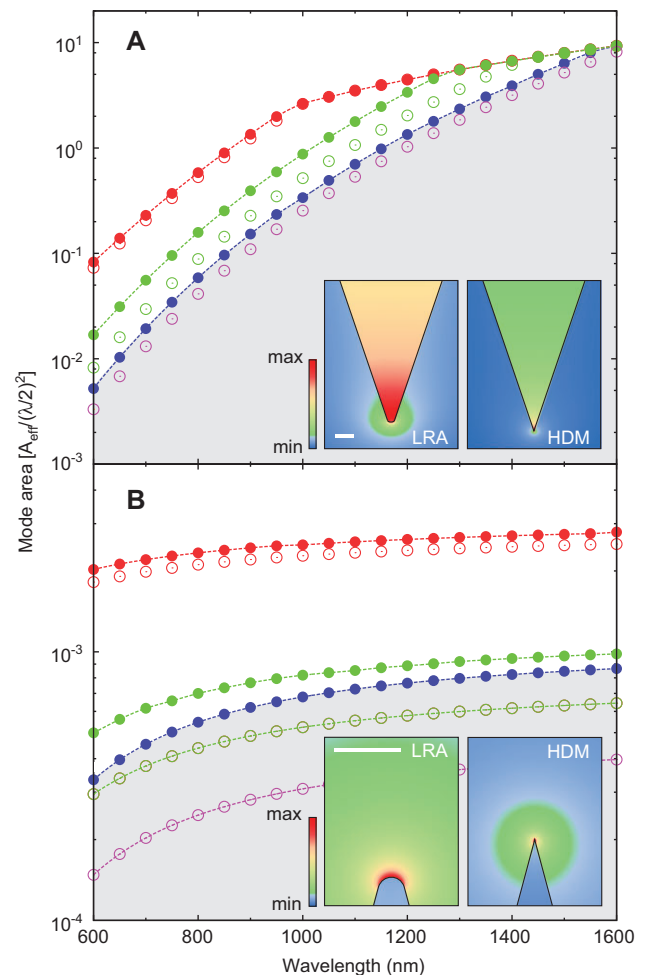 10¹
A
10⁰
10⁻¹
10⁻²
max
min
LRA
HDM
10⁻³
Mode area [A_eff/(λ/2)²]
B
10⁻³
LRA
HDM
max
min
10⁻⁴
600 800 1000 1200 1400 1600
Wavelength (nm)